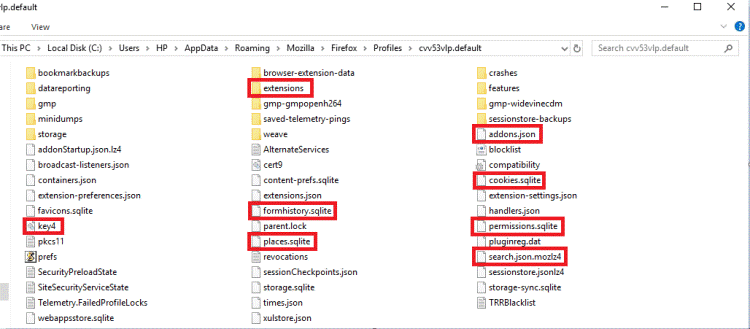 vlp.default
are View
This PC > Local Disk (C:) > Users > HP > AppData > Roaming > Mozilla > Firefox > Profiles > cvv53vlp.default
Search cvv53vlp.default
bookmarkbackups
datareporting
gmp
minidumps
storage
addonStartup.json.lz4
broadcast-listeners.json
containers.json
extension-preferences.json
favicons.sqlite
key4
pkcs11
prefs
SecurityPreloadState
SiteSecurityServiceState
Telemetry.FailedProfileLocks
webappsstore.sqlite
browser-extension-data
extensions
gmp-gmpopenh264
saved-telemetry-pings
weave
AlternateServices
cert9
content-prefs.sqlite
extensions.json
formhistory.sqlite
parent.lock
places.sqlite
revocations
sessionCheckpoints.json
storage.sqlite
times.json
xulstore.json
crashes
features
gmp-widevinecdm
sessionstore-backups
addons.json
blocklist
compatibility
cookies.sqlite
extension-settings.json
handlers.json
permissions.sqlite
pluginreg.dat
search.json.mozlz4
sessionstore.jsonlz4
storage-sync.sqlite
TRRBlacklist